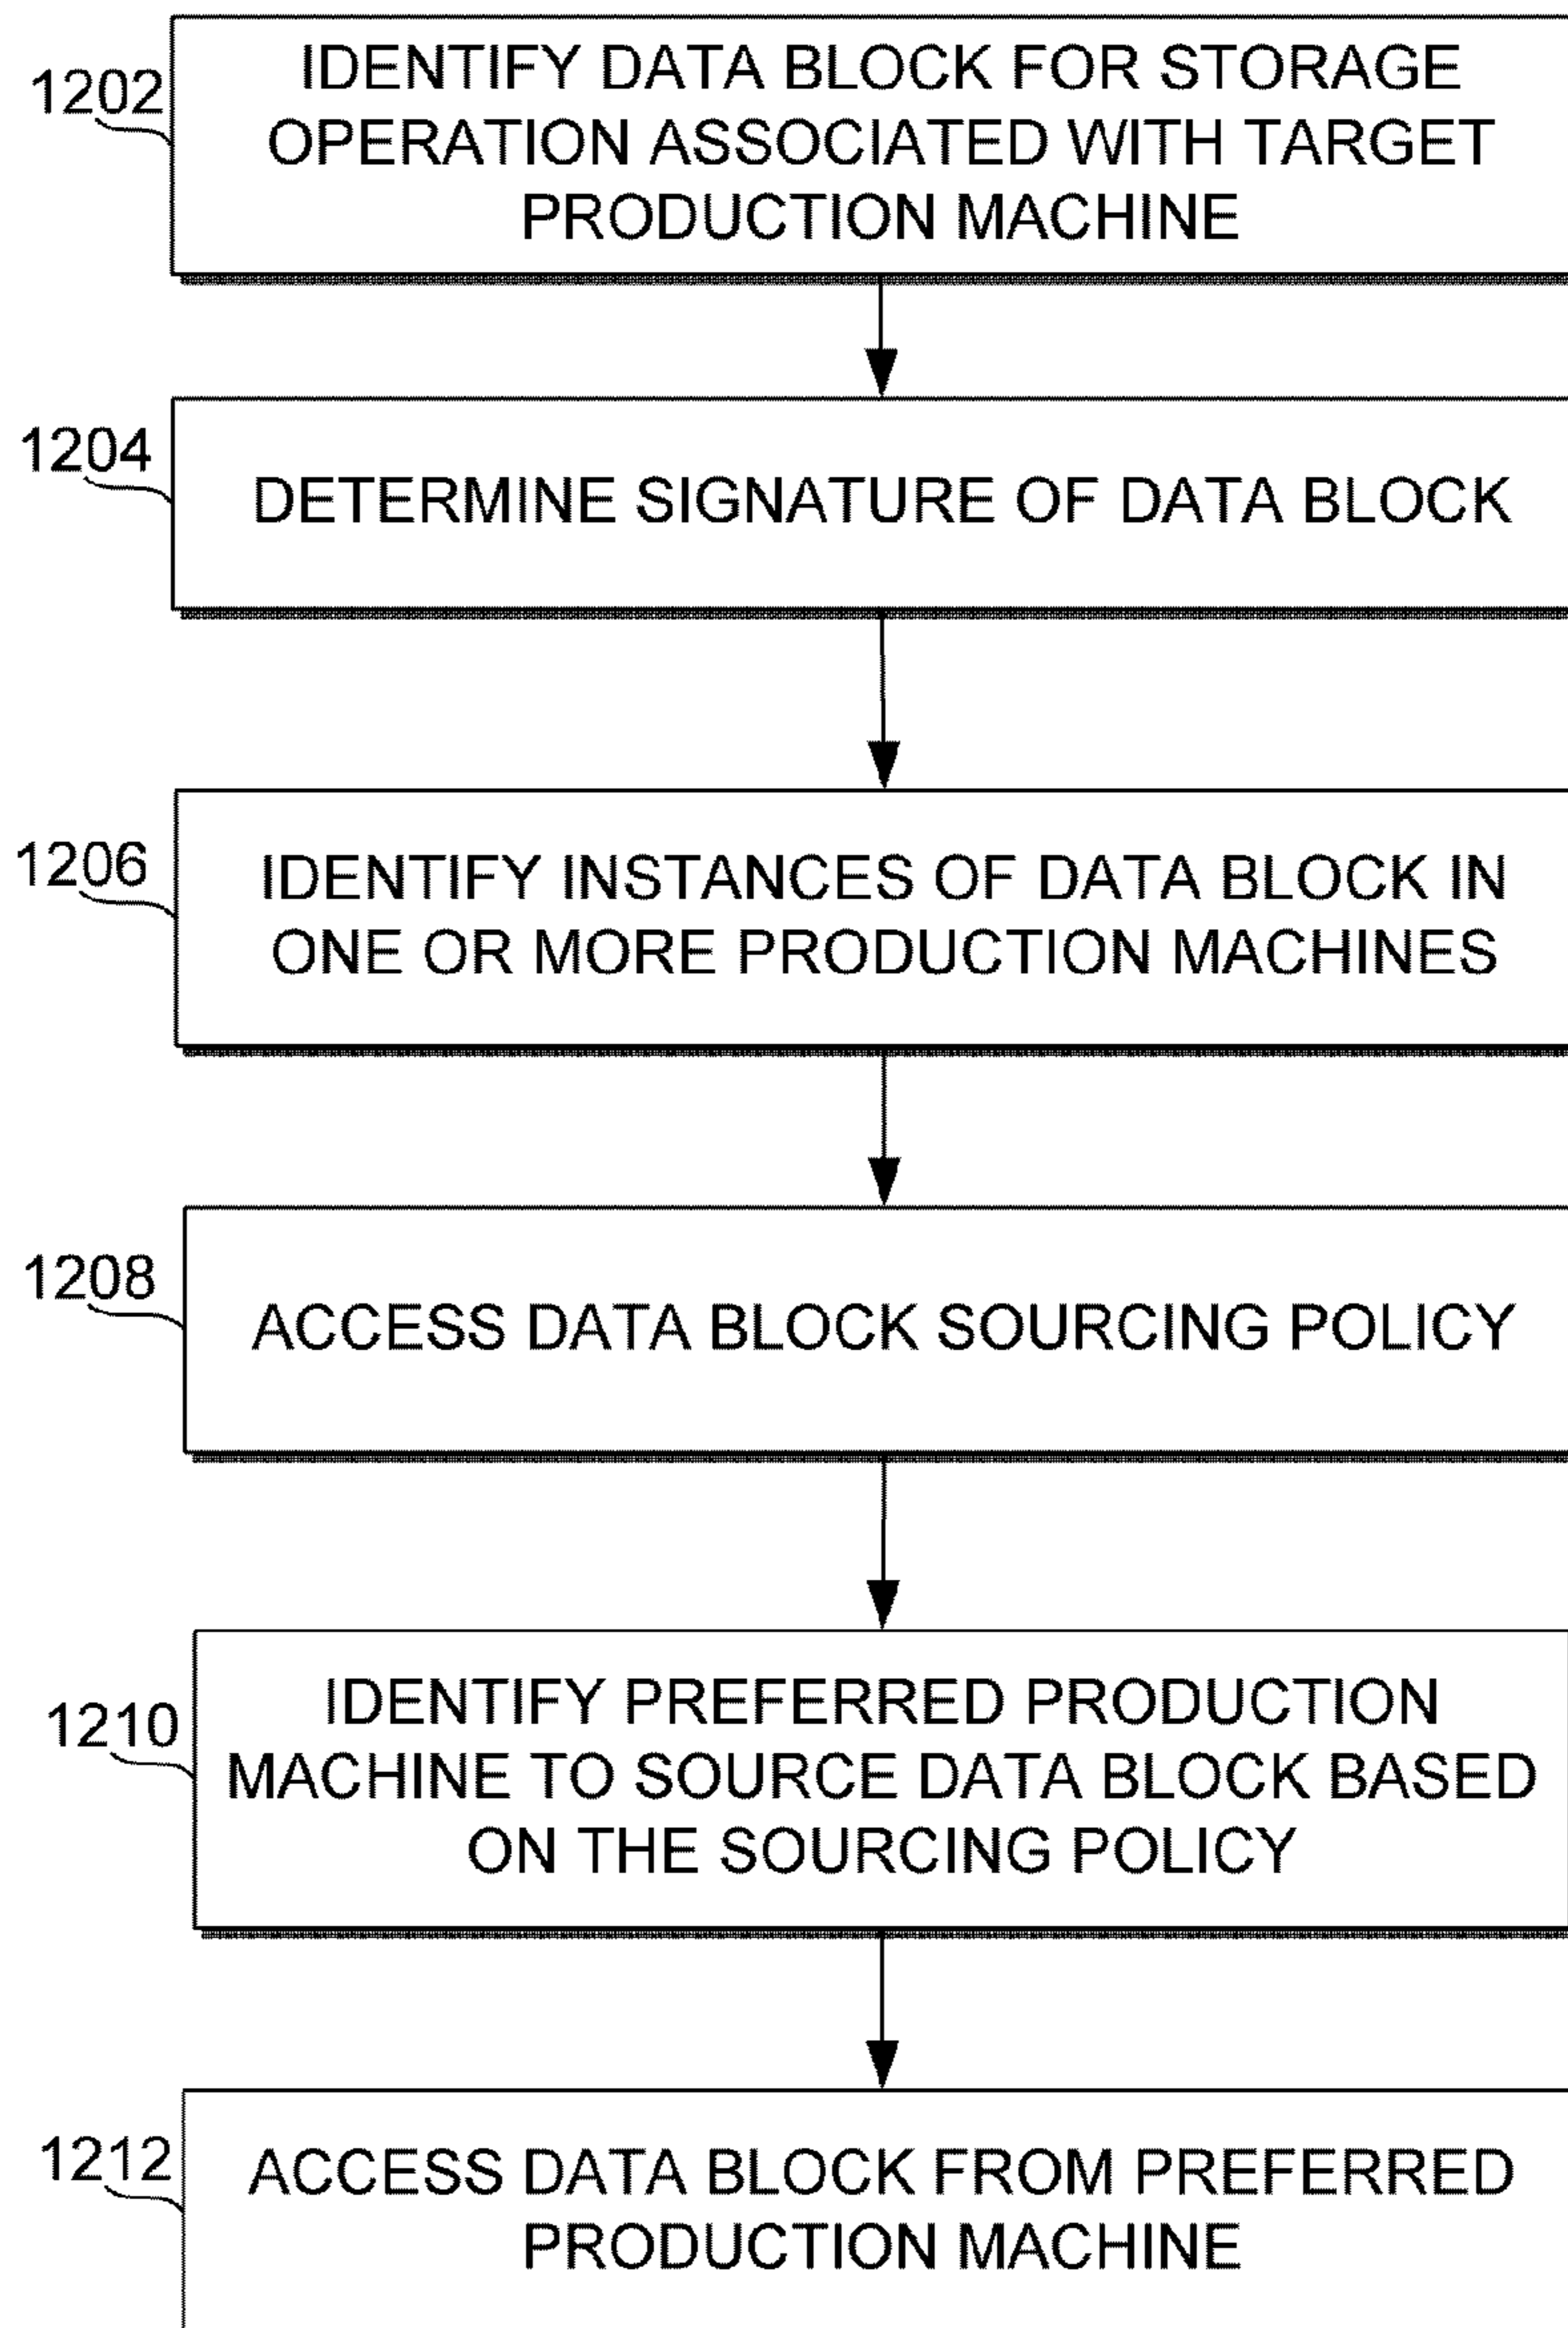 1202
IDENTIFY DATA BLOCK FOR STORAGE
OPERATION ASSOCIATED WITH TARGET
PRODUCTION MACHINE
1204
DETERMINE SIGNATURE OF DATA BLOCK
1206
IDENTIFY INSTANCES OF DATA BLOCK IN
ONE OR MORE PRODUCTION MACHINES
1208
ACCESS DATA BLOCK SOURCING POLICY
1210
IDENTIFY PREFERRED PRODUCTION
MACHINE TO SOURCE DATA BLOCK BASED
ON THE SOURCING POLICY
1212
ACCESS DATA BLOCK FROM PREFERRED
PRODUCTION MACHINE